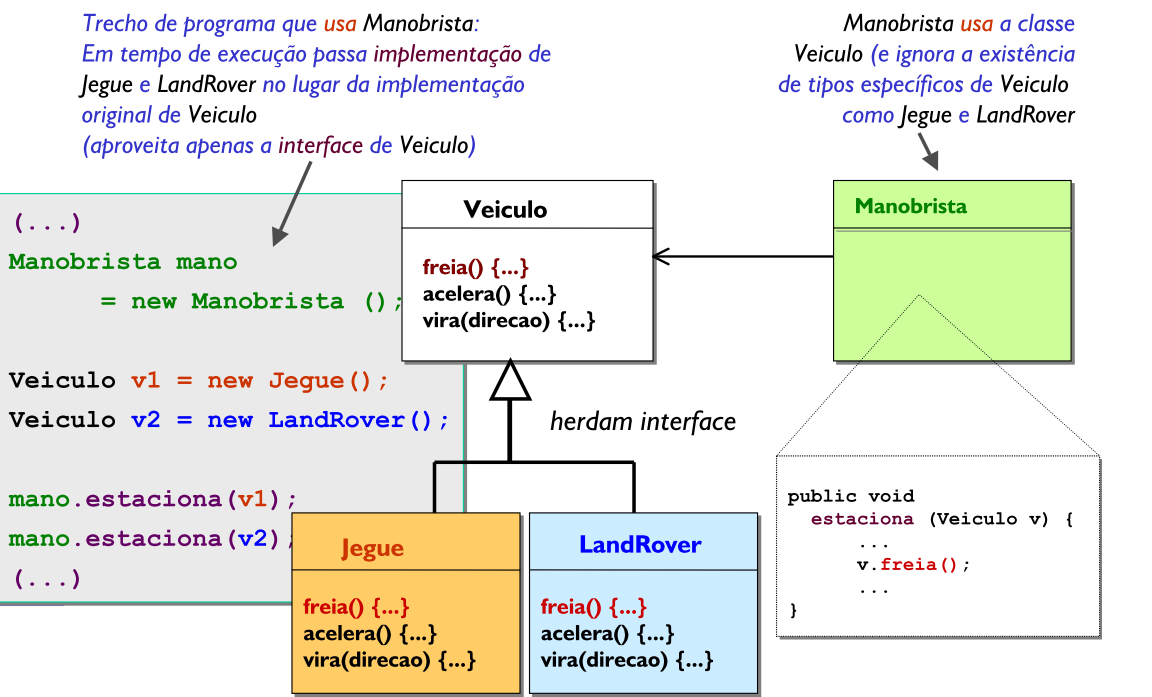 Trecho de programa que usa Manobrista:
Em tempo de execução passa implementação de
Jegue e LandRover no lugar da implementação
original de Veiculo
(aproveita apenas a interface de Veiculo)
Manobrista usa a classe
Veiculo (e ignora a existência
de tipos específicos de Veiculo
como Jegue e LandRover
(...)
Manobrista mano
= new Manobrista ();
Veiculo v1 = new Jegue();
Veiculo v2 = new LandRover();
mano.estaciona(v1);
mano.estaciona(v2);
(...)
Veiculo
freia() {...}
acelera() {...}
vira(direcao) {...}
Manobrista
herdam interface
Jegue
freia() {...}
acelera() {...}
vira(direcao) {...}
LandRover
freia() {...}
acelera() {...}
vira(direcao) {...}
public void
estaciona (Veiculo v) {
...
v.freia();
...
}